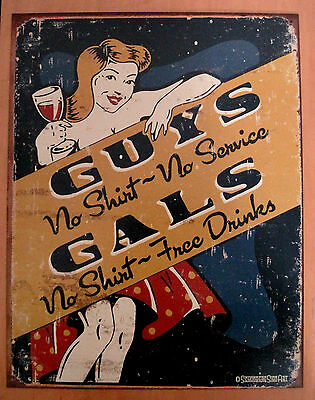 GUYS
No Shirt ~ No Service
GALS
No Shirt ~ Free Drinks